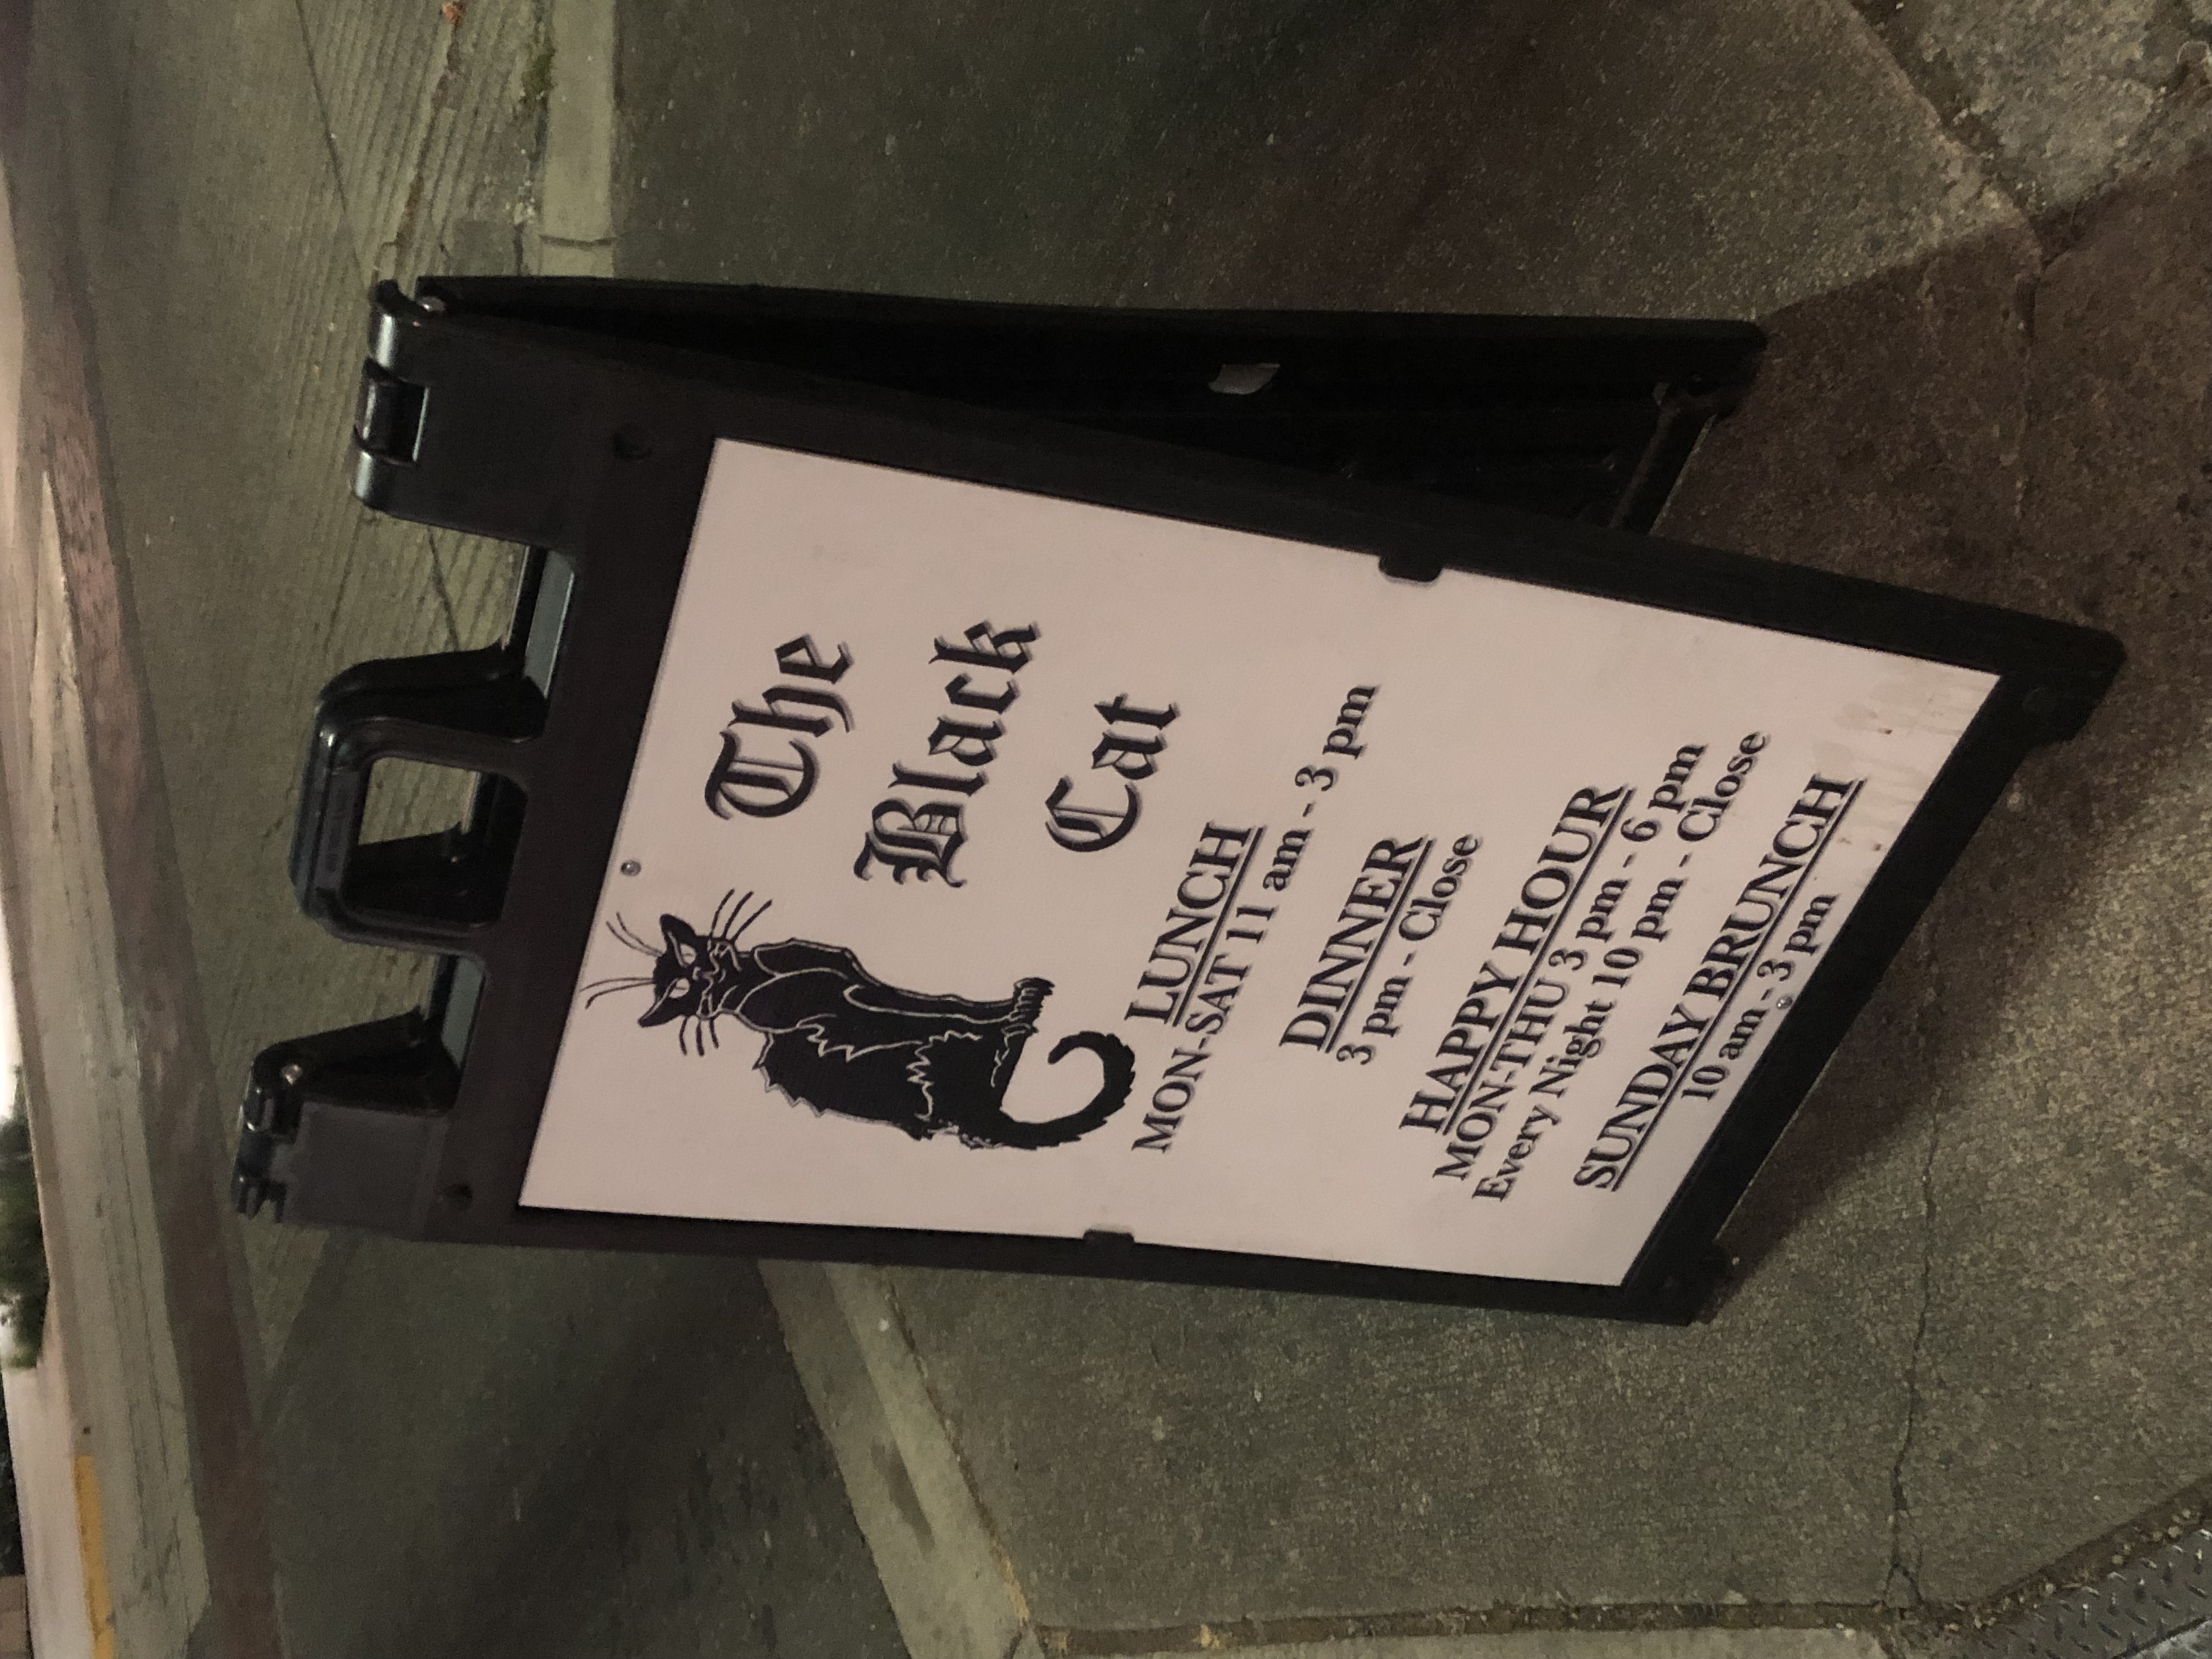 The
Black
Cat
LUNCH
MON-SAT 11 am - 3 pm
DINNER
3 pm - Close
HAPPY HOUR
MON-THU 3 pm - 6 pm
Every Night 10 pm - Close
SUNDAY BRUNCH
10 am - 3 pm